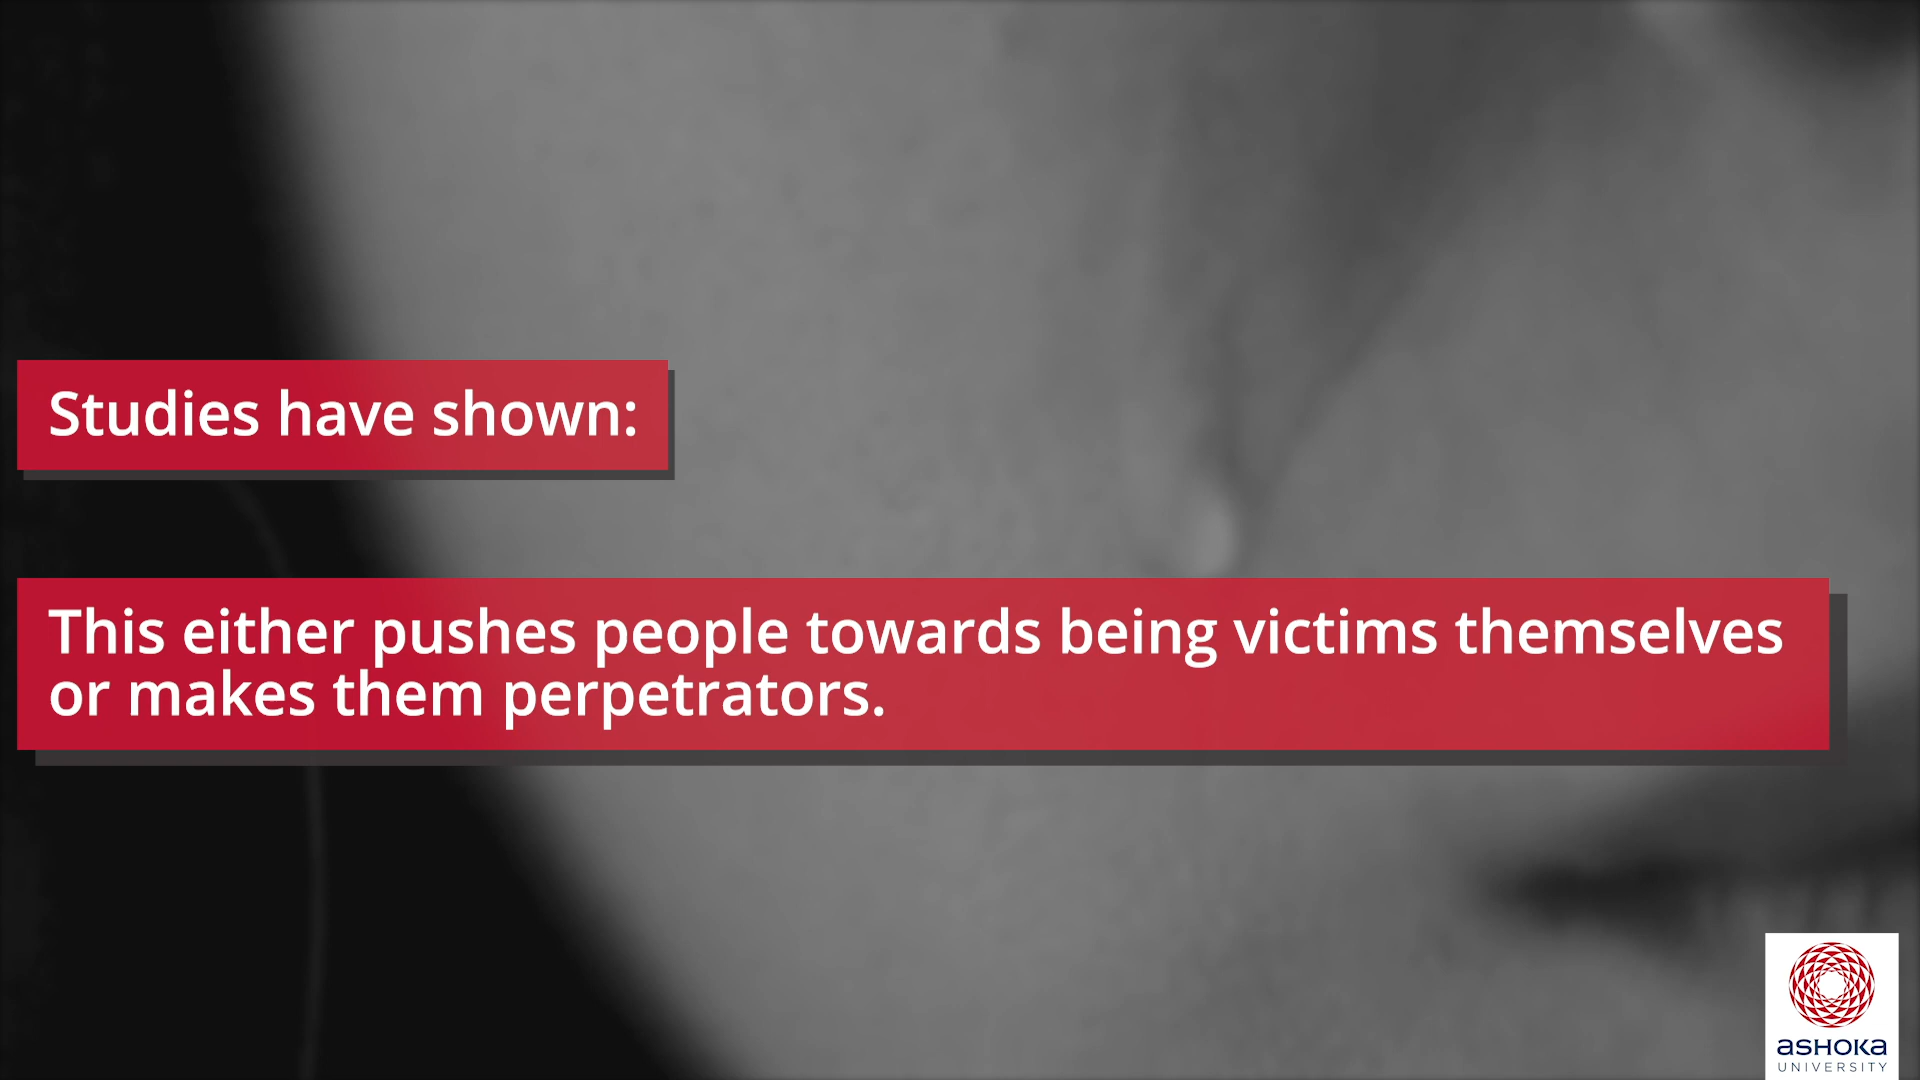 Studies have shown:
This either pushes people towards being victims themselves
or makes them perpetrators.
ASHOKA
UNIVERSITY